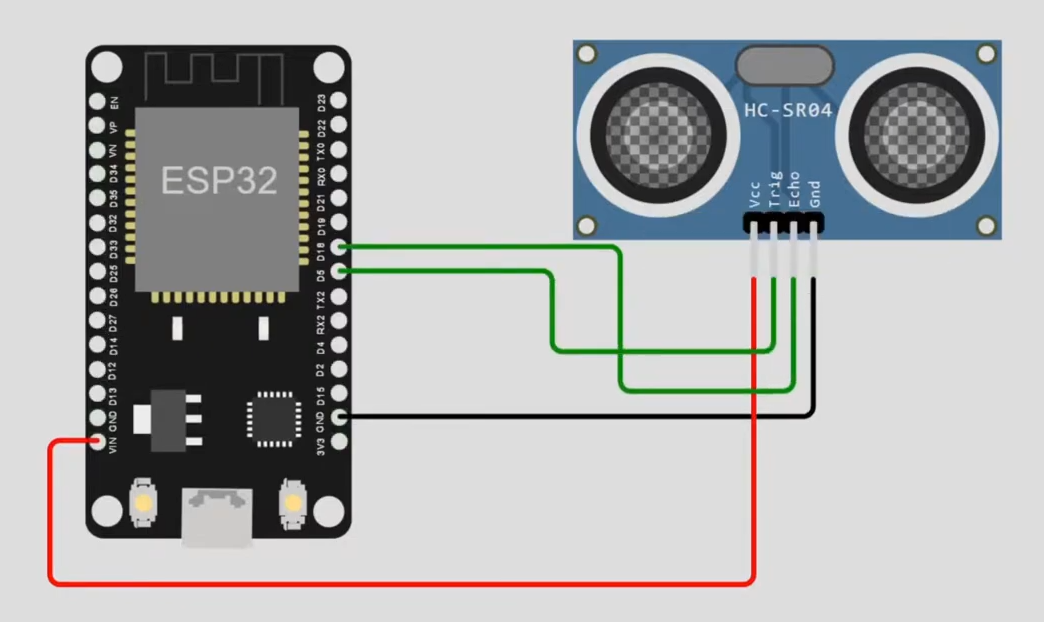 EN
VP
VN
D34
D35
D32
D33
D25
D26
D27
D14
D12
D13
GND
VIN
ESP32
D23
D22
TX0
RX0
D21
D19
D18
D5
TX2
RX2
D4
D2
D15
GND
3V3
HC-SR04
Vcc
Trig
Echo
Gnd